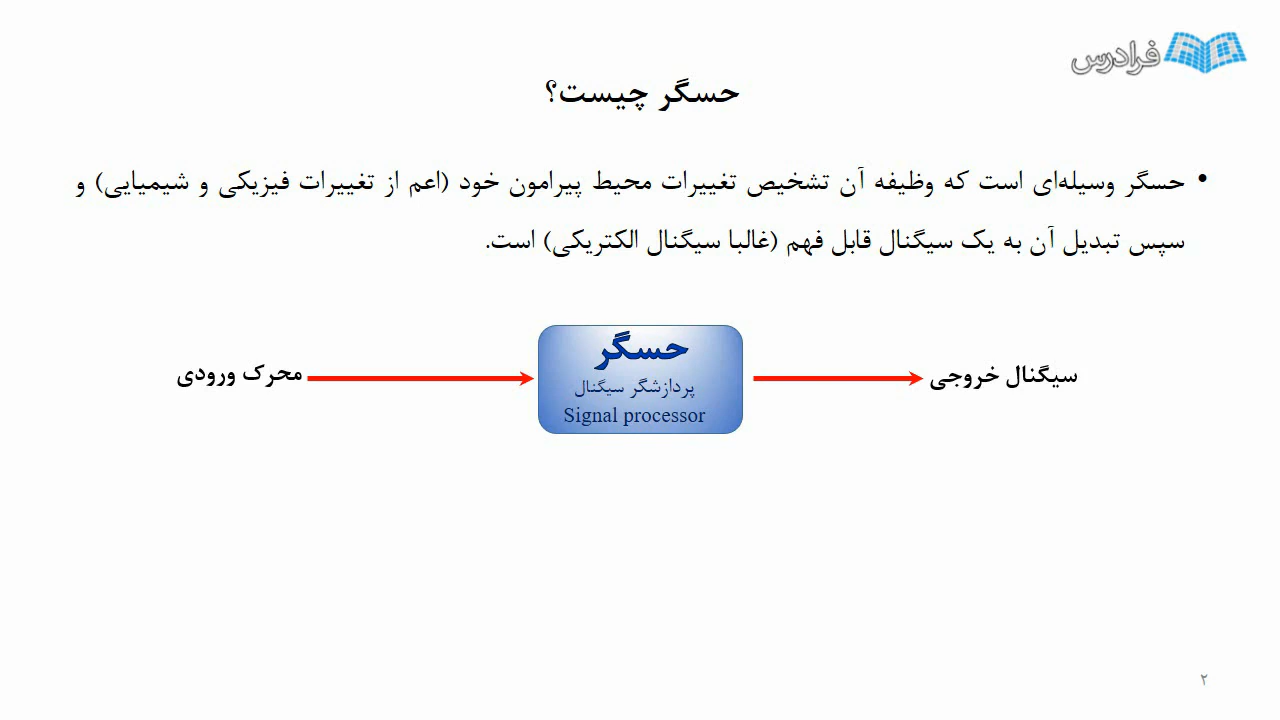 فرادرس
حسگر چیست؟
• حسگر وسیله‌ای است که وظیفه آن تشخیص تغییرات محیط پیرامون خود (اعم از تغییرات فیزیکی و شیمیایی) و
سپس تبدیل آن به یک سیگنال قابل فهم (غالبا سیگنال الکتریکی) است.
محرک ورودی
حسگر
پردازشگر سیگنال
Signal processor
سیگنال خروجی
۲